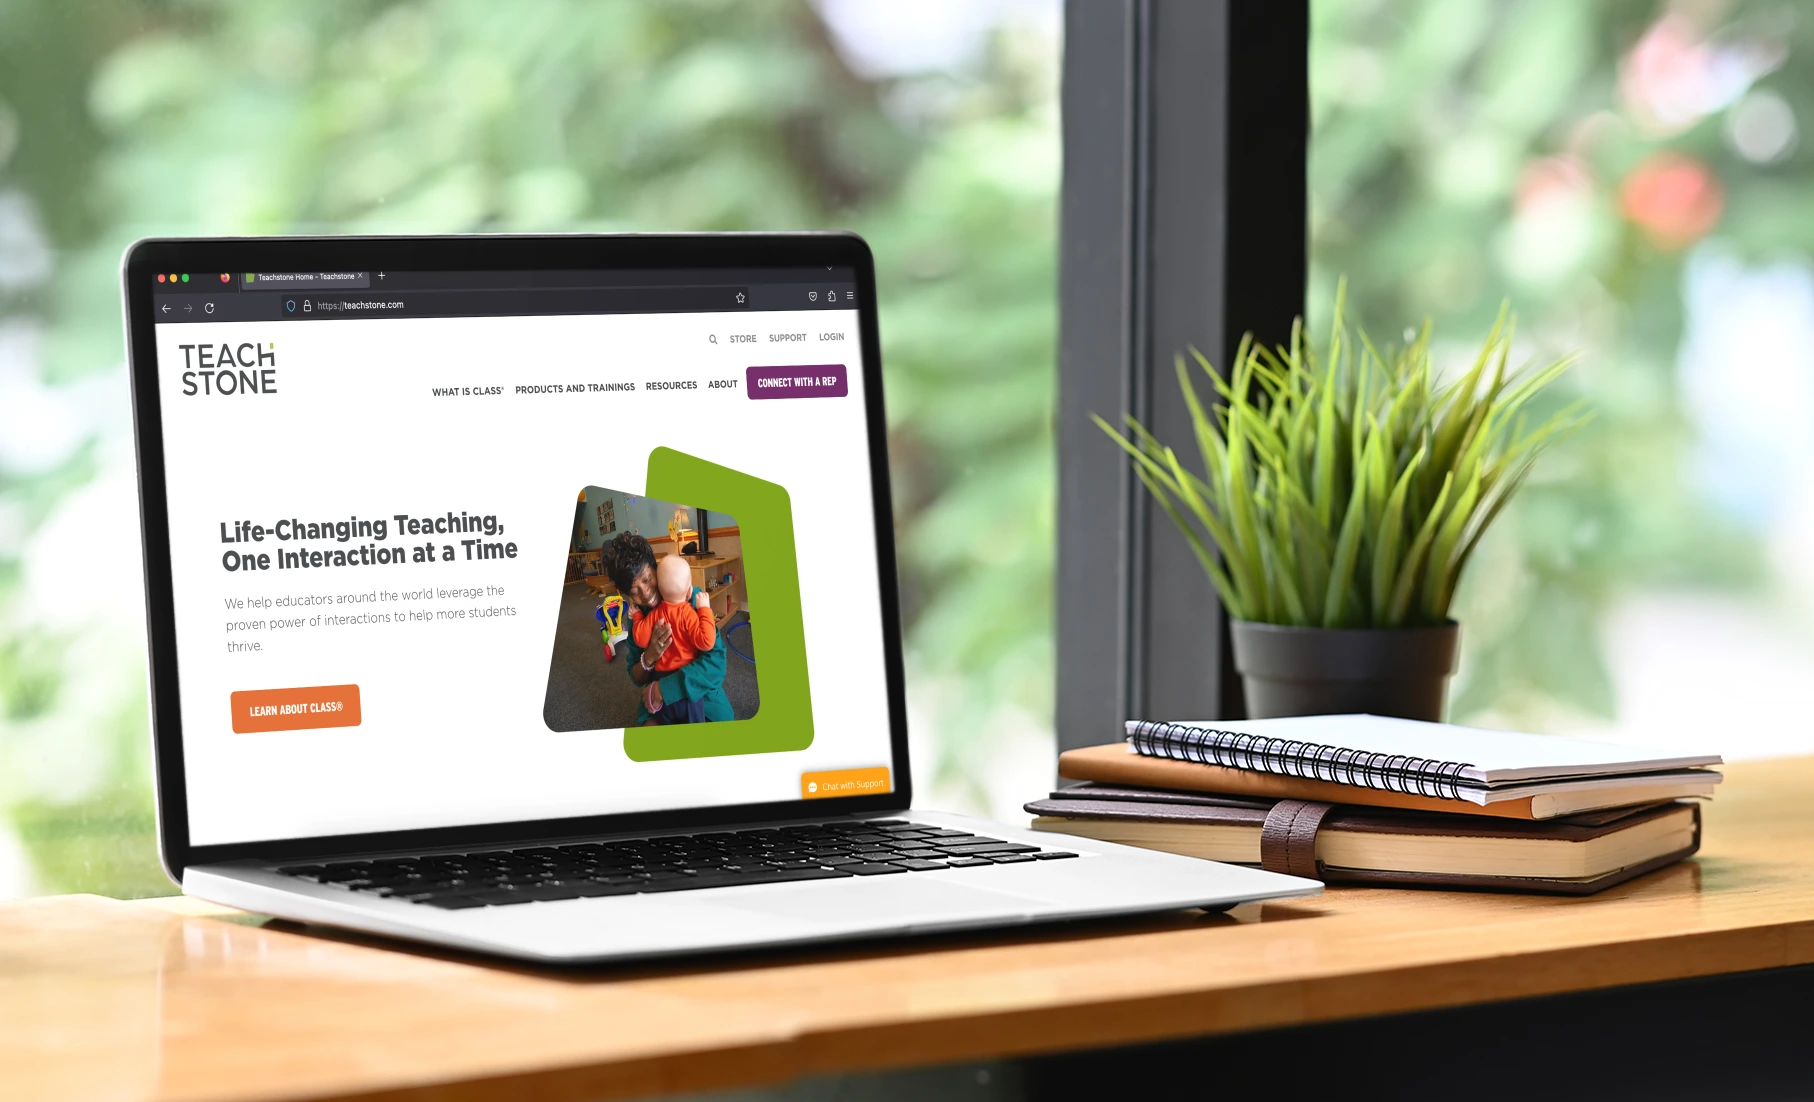 Teachstone Home - Teachstone
https://teachstone.com
TEACH
STONE
STORE SUPPORT LOGIN
WHAT IS CLASS® PRODUCTS AND TRAININGS RESOURCES ABOUT CONNECT WITH A REP
Life-Changing Teaching,
One Interaction at a Time
We help educators around the world leverage the
proven power of interactions to help more students
thrive.
LEARN ABOUT CLASS®
Chat with Support